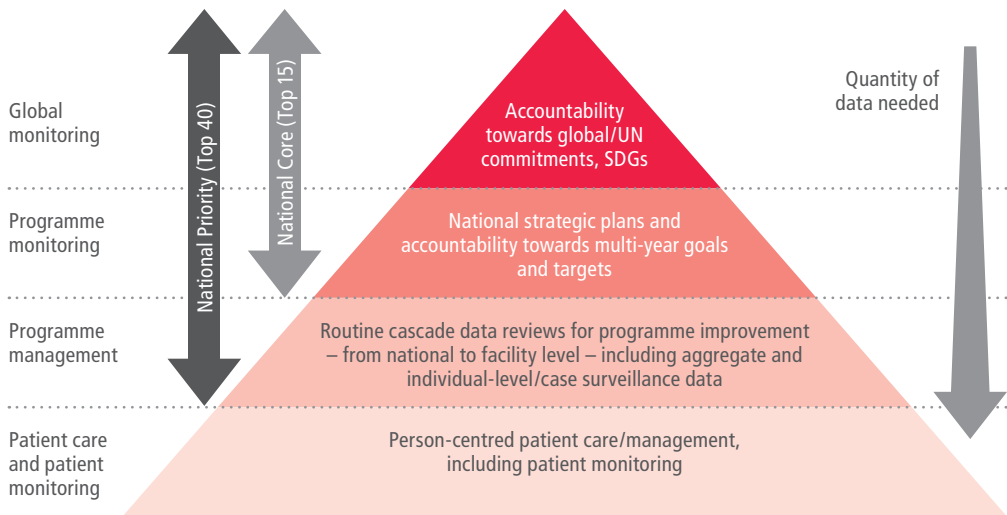 Global
monitoring
Programme
monitoring
Programme
management
Patient care
and patient
monitoring
National Priority (Top 40)
National Core (Top 15)
Accountability
towards global/UN
commitments, SDGs
National strategic plans and
accountability towards multi-year goals
and targets
Routine cascade data reviews for programme improvement
– from national to facility level – including aggregate and
individual-level/case surveillance data
Person-centred patient care/management,
including patient monitoring
Quantity of
data needed